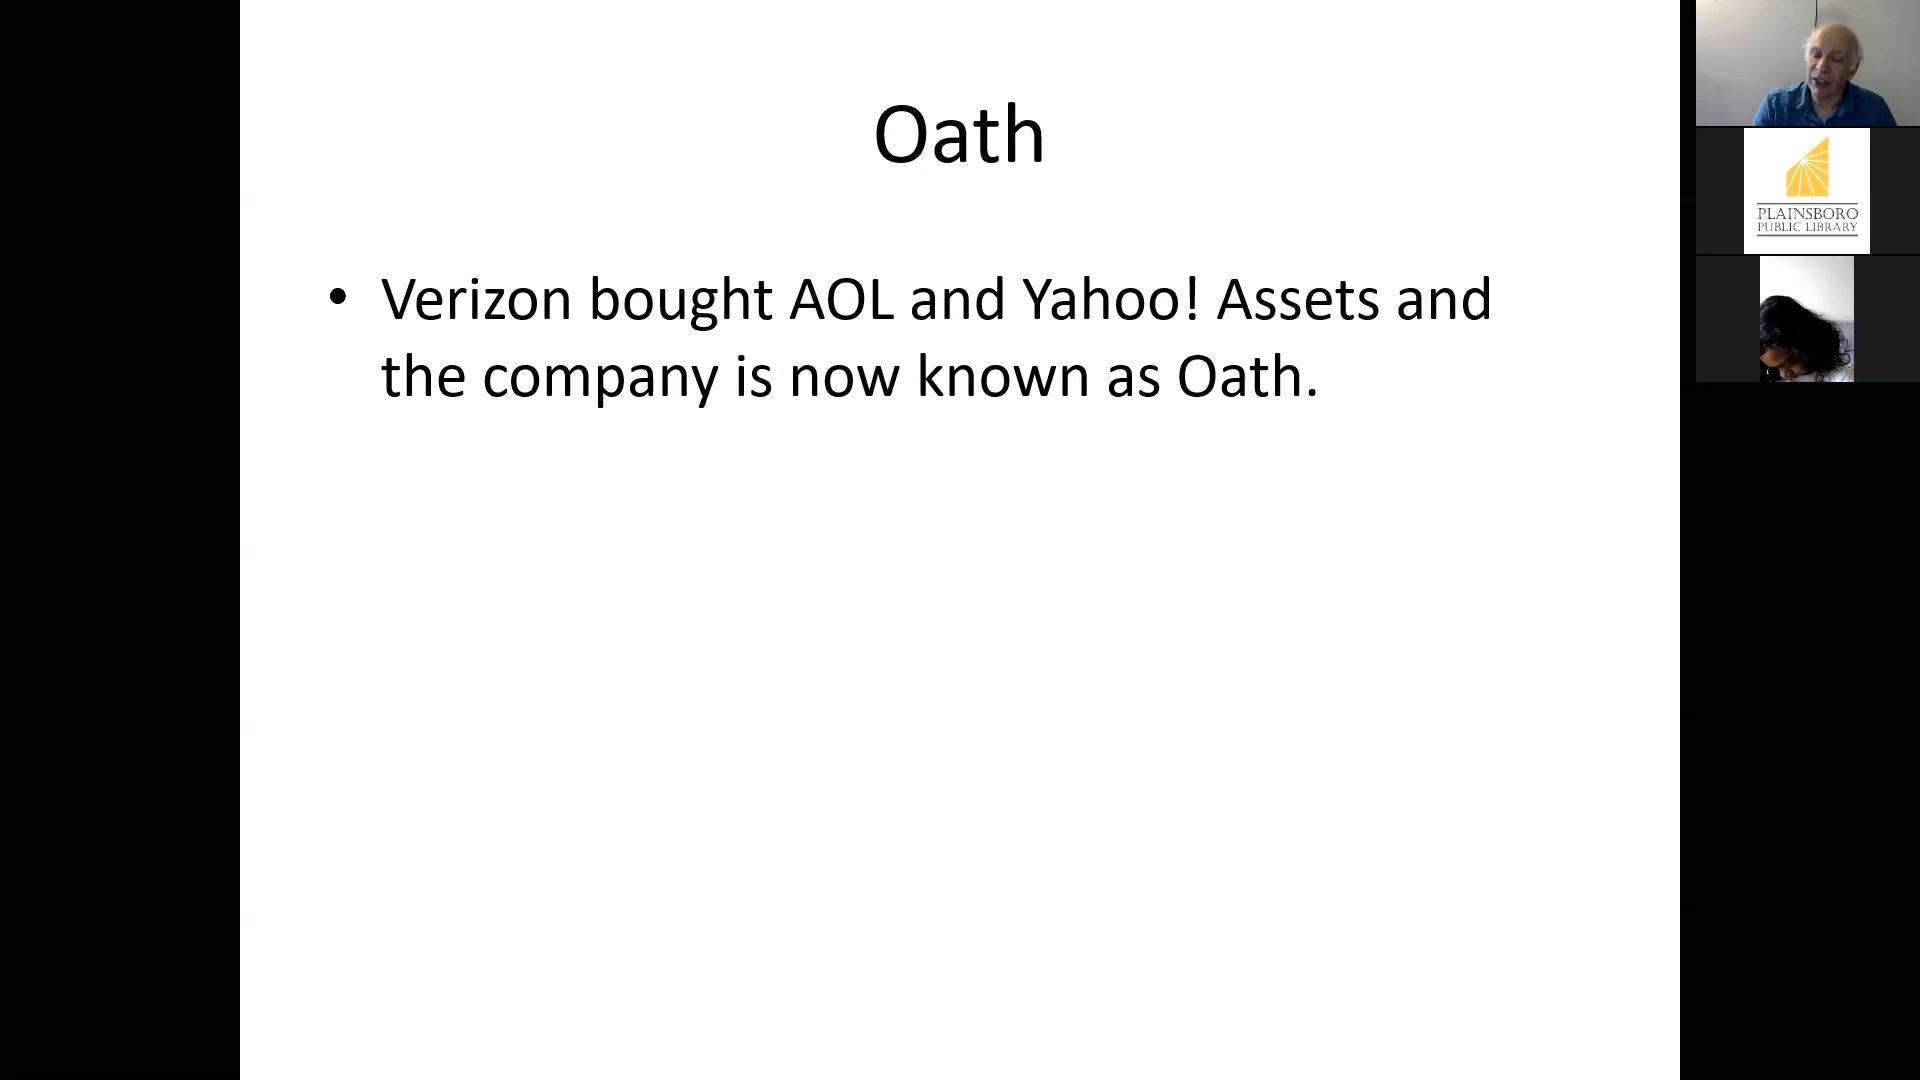 Oath
• Verizon bought AOL and Yahoo! Assets and
the company is now known as Oath.
PLAINSBORO
PUBLIC LIBRARY